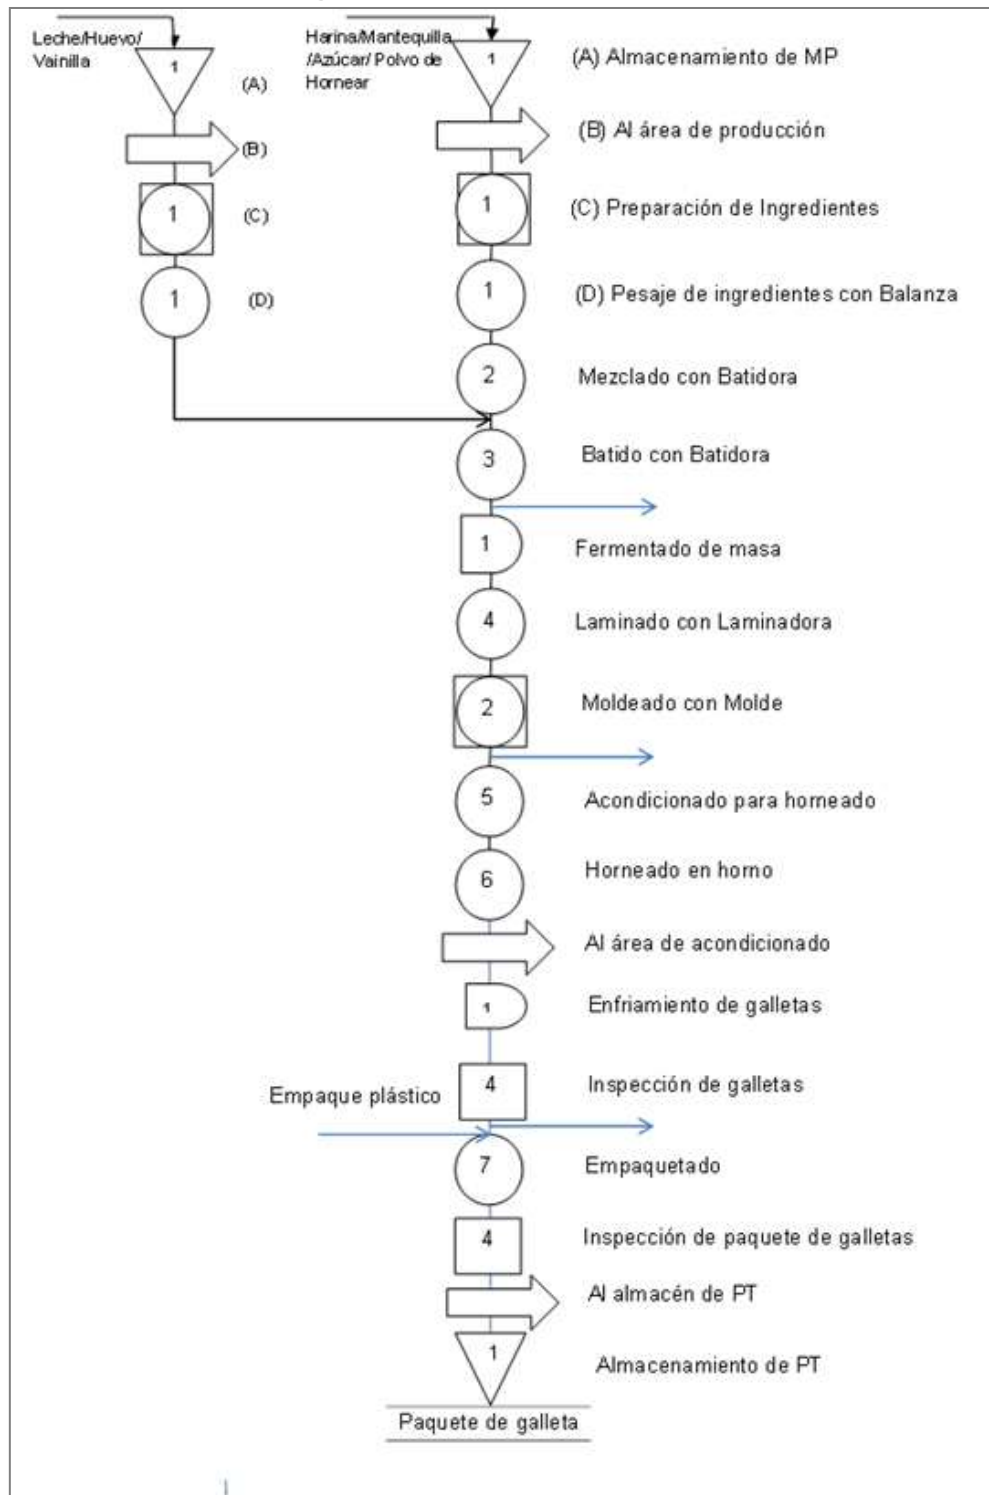 Leche/Huevo/
Vainilla
Harina/Mantequilla
/Azúcar/ Polvo de
Hornear
1
(A)
1
(A) Almacenamiento de MP
(B)
(B) Al área de producción
1
(C)
1
(C) Preparación de Ingredientes
1
(D)
1
(D) Pesaje de ingredientes con Balanza
2
Mezclado con Batidora
3
Batido con Batidora
1
Fermentado de masa
4
Laminado con Laminadora
2
Moldeado con Molde
5
Acondicionado para horneado
6
Horneado en horno
Al área de acondicionado
1
Enfriamiento de galletas
Empaque plástico
4
Inspección de galletas
7
Empaquetado
4
Inspección de paquete de galletas
Al almacén de PT
1
Almacenamiento de PT
Paquete de galleta